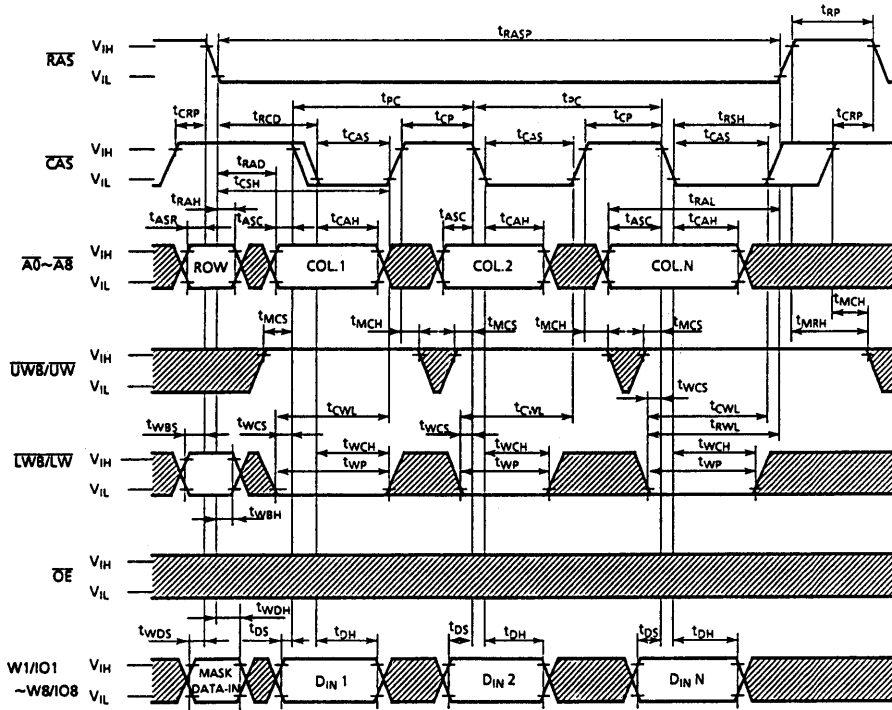 tRP
tRASP
RAS
VIH
VIL
tPC
tPC
tCRP
tRCD
tCP
tCP
tRSH
tCRP
tCAS
tCAS
tCAS
CAS
VIH
VIL
tRAD
tCSH
tRAH
tRAL
tASR
tASC
tCAH
tASC
tCAH
tASC
tCAH
A0~A8
VIH
VIL
ROW
COL.1
COL.2
COL.N
tMCS
tMCH
tMCS
tMCH
tMCS
tMCH
tMRH
UWB/UW
VIH
VIL
tWCS
tCWL
tCWL
tCWL
tWBS
tWCS
tWCS
tRWL
tWCH
tWCH
tWCH
tWP
tWP
tWP
LWB/LW
VIH
VIL
tWBH
OE
VIH
VIL
tWDH
tWDS
tDS
tDH
tDS
tDH
tDS
tDH
W1/IO1
~W8/IO8
VIH
VIL
MASK
DATA-IN
DIN 1
DIN 2
DIN N